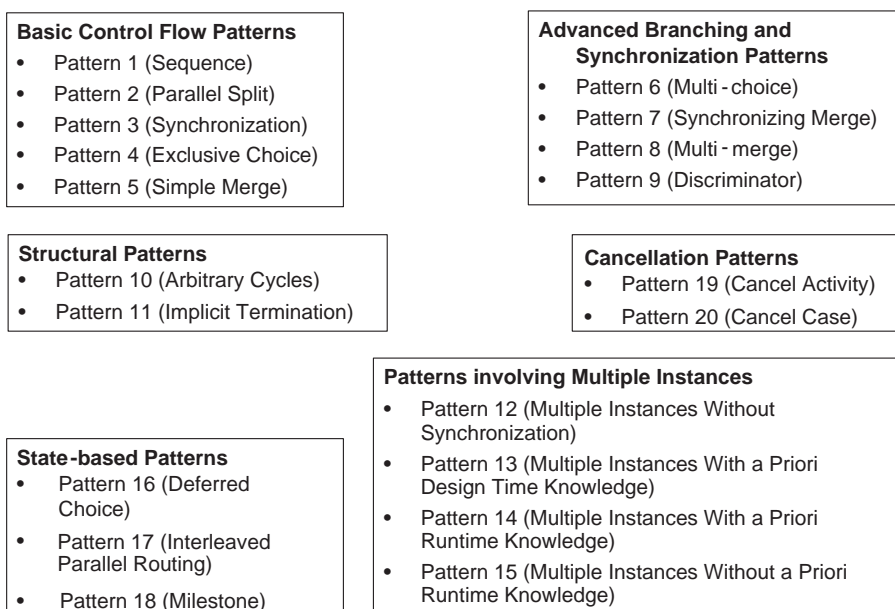 Basic Control Flow Patterns
• Pattern 1 (Sequence)
• Pattern 2 (Parallel Split)
• Pattern 3 (Synchronization)
• Pattern 4 (Exclusive Choice)
• Pattern 5 (Simple Merge)
Advanced Branching and
Synchronization Patterns
• Pattern 6 (Multi-choice)
• Pattern 7 (Synchronizing Merge)
• Pattern 8 (Multi-merge)
• Pattern 9 (Discriminator)
Structural Patterns
• Pattern 10 (Arbitrary Cycles)
• Pattern 11 (Implicit Termination)
Cancellation Patterns
• Pattern 19 (Cancel Activity)
• Pattern 20 (Cancel Case)
Patterns involving Multiple Instances
• Pattern 12 (Multiple Instances Without
Synchronization)
• Pattern 13 (Multiple Instances With a Priori
Design Time Knowledge)
• Pattern 14 (Multiple Instances With a Priori
Runtime Knowledge)
• Pattern 15 (Multiple Instances Without a Priori
Runtime Knowledge)
State-based Patterns
• Pattern 16 (Deferred
Choice)
• Pattern 17 (Interleaved
Parallel Routing)
• Pattern 18 (Milestone)